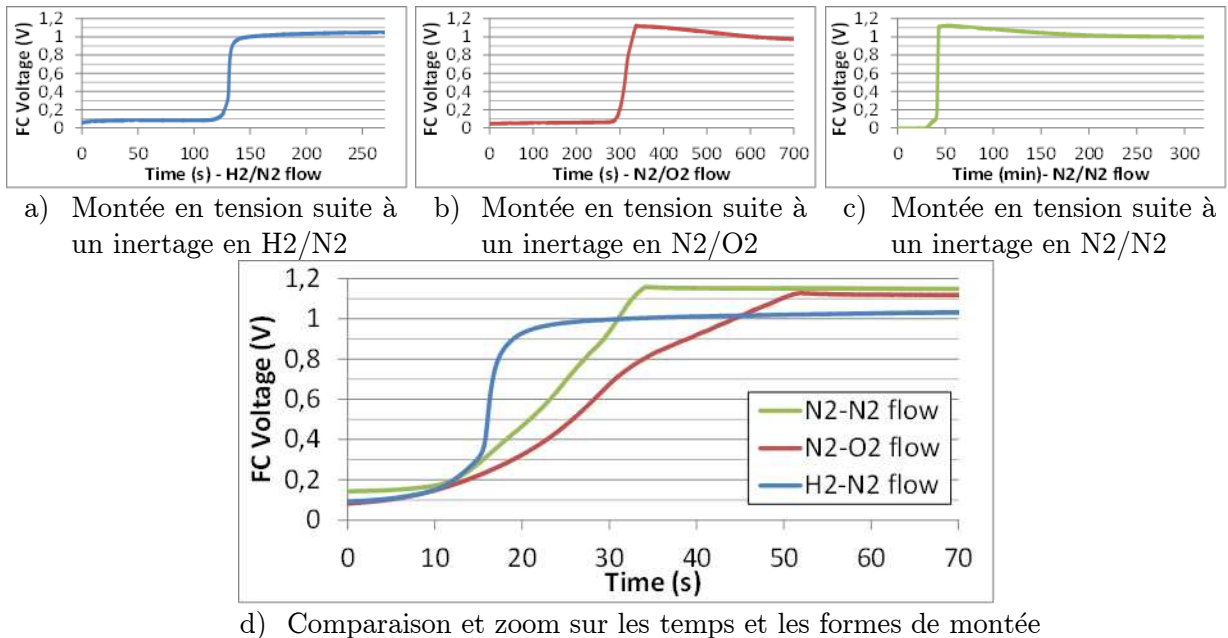 FC Voltage (V)
1,2
1
0,8
0,6
0,4
0,2
0
0 50 100 150 200 250
Time (s) - H2/N2 flow
FC Voltage (V)
1,2
1
0,8
0,6
0,4
0,2
0
0 100 200 300 400 500 600 700
Time (s) - N2/O2 flow
FC Voltage (V)
1,2
1
0,8
0,6
0,4
0,2
0
0 50 100 150 200 250 300
Time (min)- N2/N2 flow
a) Montée en tension suite à
un inertage en H2/N2
b) Montée en tension suite à
un inertage en N2/O2
c) Montée en tension suite à
un inertage en N2/N2
FC Voltage (V)
1,2
1
0,8
0,6
0,4
0,2
0
N2-N2 flow
N2-O2 flow
H2-N2 flow
0 10 20 30 40 50 60 70
Time (s)
d) Comparaison et zoom sur les temps et les formes de montée